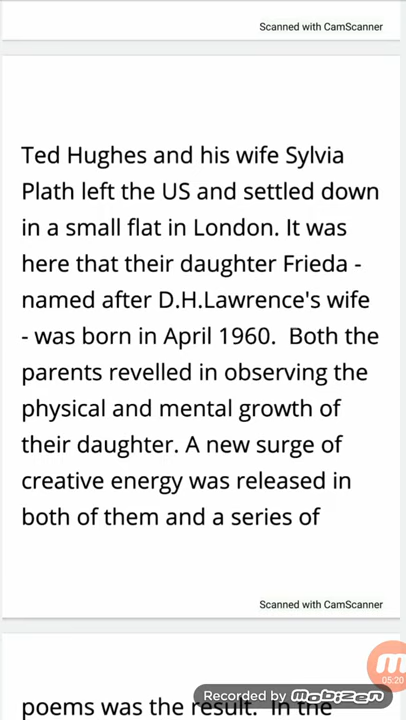 Scanned with CamScanner
Ted Hughes and his wife Sylvia
Plath left the US and settled down
in a small flat in London. It was
here that their daughter Frieda -
named after D.H.Lawrence's wife
- was born in April 1960.  Both the
parents revelled in observing the
physical and mental growth of
their daughter. A new surge of
creative energy was released in
both of them and a series of
Scanned with CamScanner
05:20
poems was the result.  In the
Recorded by mobizen